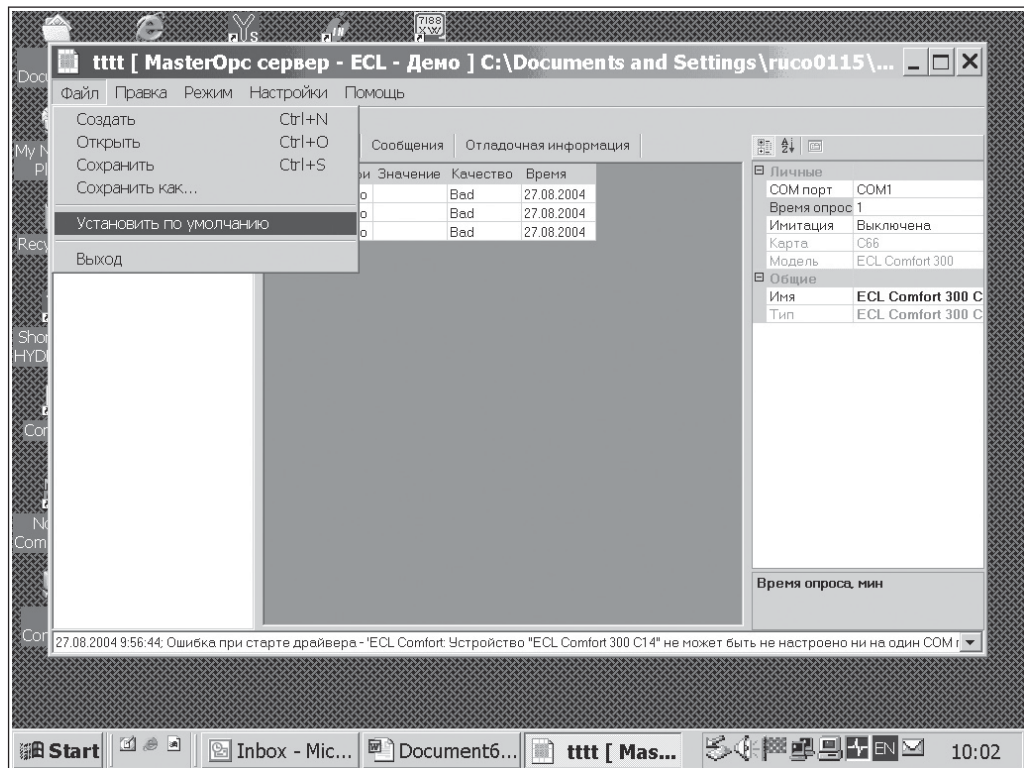 7188
XW
Ys
tttt [ MasterOpc сервер - ECL - Демо ] C:\Documents and Settings\ruco0115\...
Файл Правка Режим Настройки Помощь
Создать Ctrl+N
Открыть Ctrl+O
Сохранить Ctrl+S
Сохранить как...
Установить по умолчанию
Выход
Сообщения Отладочная информация
Значение Качество Время
Bad 27.08.2004
Bad 27.08.2004
Bad 27.08.2004
Личные
COM порт COM1
Время опрос 1
Имитация Выключена
Карта C66
Модель ECL Comfort 300
Общие
Имя ECL Comfort 300 C
Тип ECL Comfort 300 C
Время опроса, мин
27.08.2004 9:56:44; Ошибка при старте драйвера - 'ECL Comfort: Устройство "ECL Comfort 300 C14" не может быть не настроено ни на один COM
My N
HYD
Start
Inbox - Mic...
Document6...
tttt [ Mas...
EN
10:02